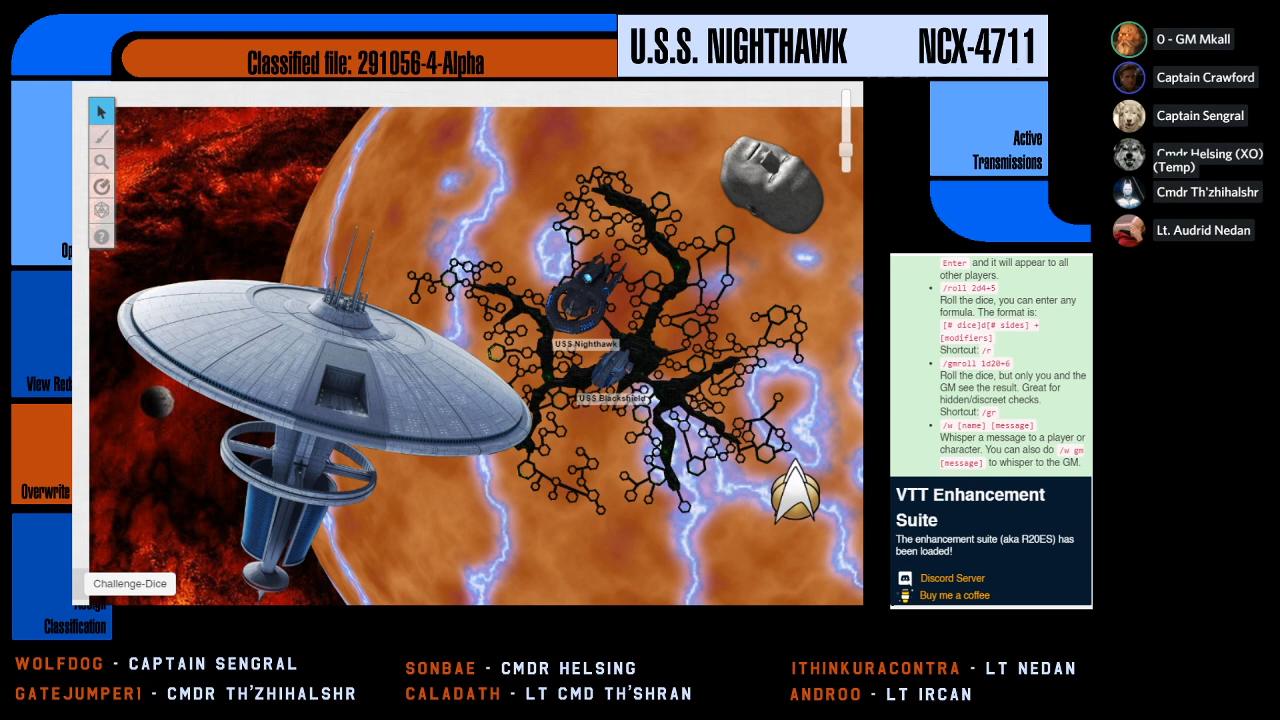 Classified file: 291056-4-Alpha
U.S.S. NIGHTHAWK NCX-4711
0 - GM Mkall
Captain Crawford
Captain Sengral
Cmdr Helsing (XO)
(Temp)
Cmdr Th'zhihalshr
Lt. Audrid Nedan
Active
Transmissions
Op
View Red
Overwrite
Assign
Classification
USS Nighthawk
USS Blackshield
Challenge-Dice
Enter and it will appear to all
other players.
• /roll 2d4+5
Roll the dice, you can enter any
formula. The format is:
[# dice]d[# sides] +
[modifiers]
Shortcut: /r
• /gmroll 1d20+6
Roll the dice, but only you and the
GM see the result. Great for
hidden/discreet checks.
Shortcut: /gr
• /w [name] [message]
Whisper a message to a player or
character. You can also do /w gm
[message] to whisper to the GM.
VTT Enhancement
Suite
The enhancement suite (aka R20ES) has
been loaded!
Discord Server
Buy me a coffee
WOLFDOG - CAPTAIN SENGRAL
SONBAE - CMDR HELSING
ITHINKURACONTRA - LT NEDAN
GATEJUMPER1 - CMDR TH'ZHIHALSHR
CALADATH - LT CMD TH'SHRAN
ANDROO - LT IRCAN